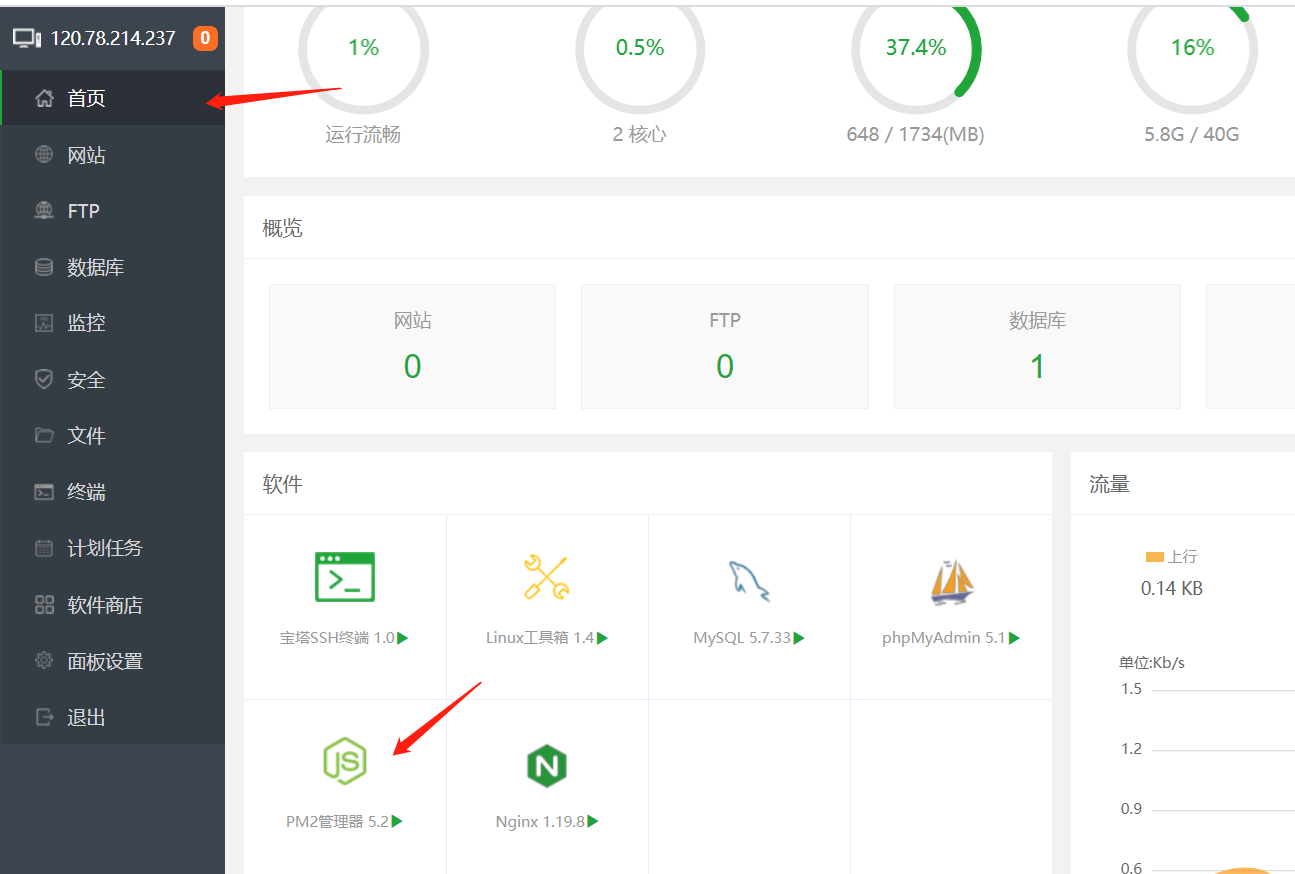 120.78.214.237 0
首页
网站
FTP
数据库
监控
安全
文件
终端
计划任务
软件商店
面板设置
退出
1% 0.5% 37.4% 16%
运行流畅 2 核心 648 / 1734(MB) 5.8G / 40G
概览
网站 FTP 数据库
0 0 1
软件
宝塔SSH终端 1.0 Linux工具箱 1.4 MySQL 5.7.33 phpMyAdmin 5.1
JS N
PM2管理器 5.2 Nginx 1.19.8
流量
上行
0.14 KB
单位:Kb/s
1.5
1.2
0.9
0.6